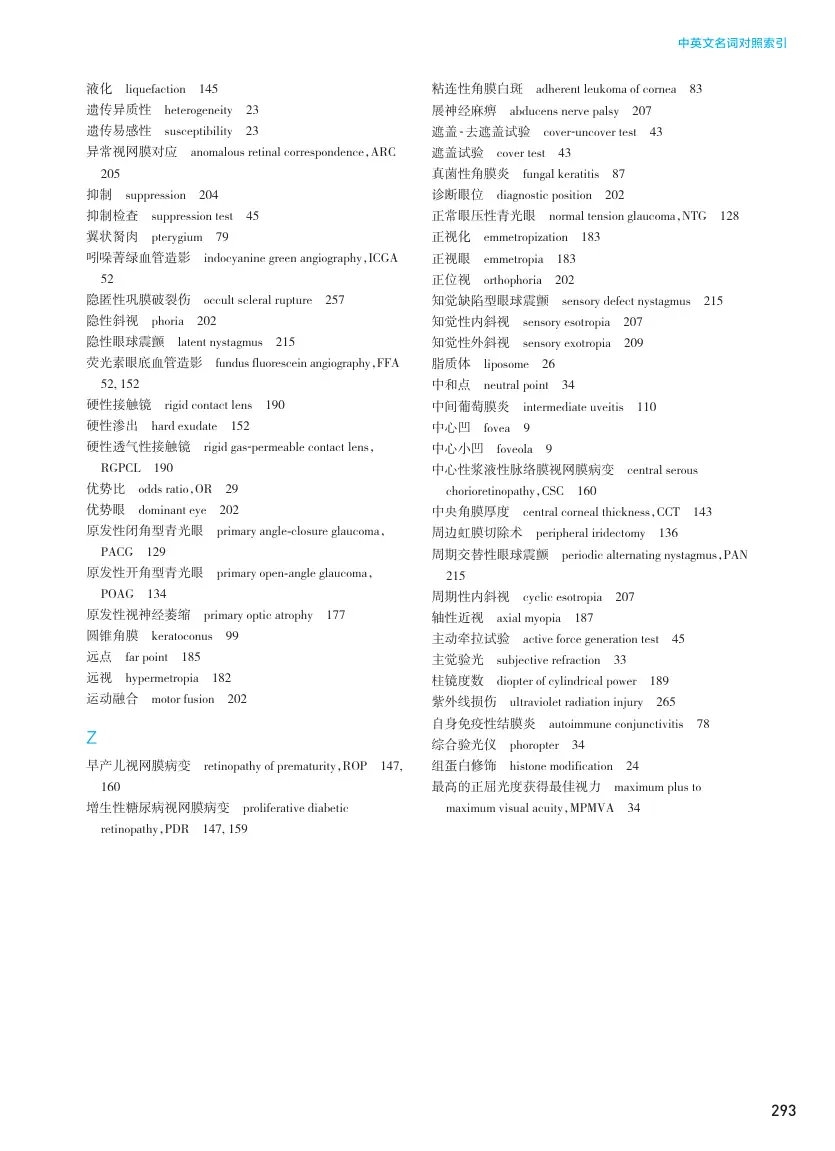 中英文名词对照索引
液化 liquefaction 145
遗传异质性 heterogeneity 23
遗传易感性 susceptibility 23
异常视网膜对应 anomalous retinal correspondence,ARC
205
抑制 suppression 204
抑制检查 suppression test 45
翼状胬肉 pterygium 79
吲哚菁绿血管造影 indocyanine green angiography,ICGA
52
隐匿性巩膜破裂伤 occult scleral rupture 257
隐性斜视 phoria 202
隐性眼球震颤 latent nystagmus 215
荧光素眼底血管造影 fundus fluorescein angiography,FFA
52, 152
硬性接触镜 rigid contact lens 190
硬性渗出 hard exudate 152
硬性透气性接触镜 rigid gas-permeable contact lens,
RGPCL 190
优势比 odds ratio,OR 29
优势眼 dominant eye 202
原发性闭角型青光眼 primary angle-closure glaucoma,
PACG 129
原发性开角型青光眼 primary open-angle glaucoma,
POAG 134
原发性视神经萎缩 primary optic atrophy 177
圆锥角膜 keratoconus 99
远点 far point 185
远视 hypermetropia 182
运动融合 motor fusion 202
Z
早产儿视网膜病变 retinopathy of prematurity,ROP 147,
160
增生性糖尿病视网膜病变 proliferative diabetic
retinopathy,PDR 147, 159
粘连性角膜白斑 adherent leukoma of cornea 83
展神经麻痹 abducens nerve palsy 207
遮盖-去遮盖试验 cover-uncover test 43
遮盖试验 cover test 43
真菌性角膜炎 fungal keratitis 87
诊断眼位 diagnostic position 202
正常眼压性青光眼 normal tension glaucoma,NTG 128
正视化 emmetropization 183
正视眼 emmetropia 183
正位视 orthophoria 202
知觉缺陷型眼球震颤 sensory defect nystagmus 215
知觉性内斜视 sensory esotropia 207
知觉性外斜视 sensory exotropia 209
脂质体 liposome 26
中和点 neutral point 34
中间葡萄膜炎 intermediate uveitis 110
中心凹 fovea 9
中心小凹 foveola 9
中心性浆液性脉络膜视网膜病变 central serous
chorioretinopathy,CSC 160
中央角膜厚度 central corneal thickness,CCT 143
周边虹膜切除术 peripheral iridectomy 136
周期交替性眼球震颤 periodic alternating nystagmus,PAN
215
周期性内斜视 cyclic esotropia 207
轴性近视 axial myopia 187
主动牵拉试验 active force generation test 45
主觉验光 subjective refraction 33
柱镜度数 diopter of cylindrical power 189
紫外线损伤 ultraviolet radiation injury 265
自身免疫性结膜炎 autoimmune conjunctivitis 78
综合验光仪 phoropter 34
组蛋白修饰 histone modification 24
最高的正屈光度获得最佳视力 maximum plus to
maximum visual acuity,MPMVA 34
293